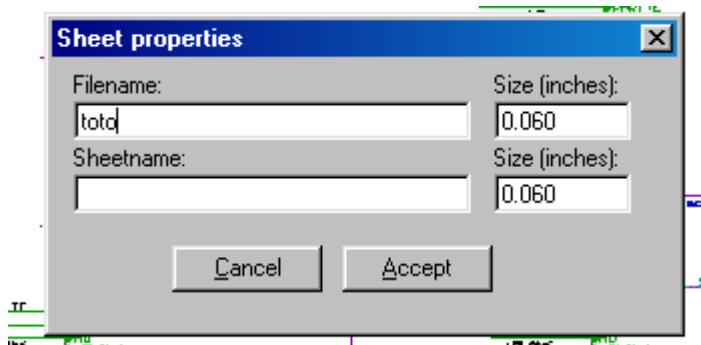 Sheet properties
Filename: Size (inches):
toto 0.060
Sheetname: Size (inches):
0.060
Cancel Accept